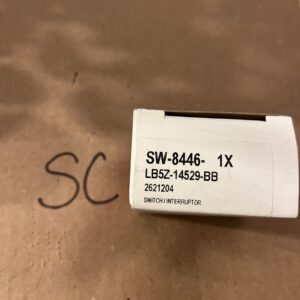 SC
SW-8446- 1X
LB5Z-14529-BB
2621204
SWITCH / INTERRUPTOR